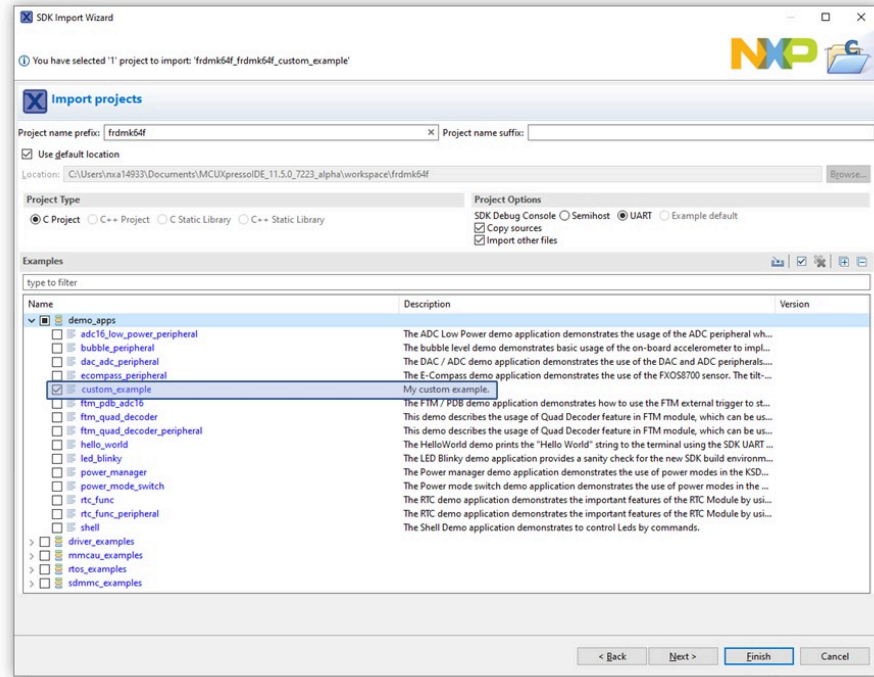 SDK Import Wizard
You have selected '1' project to import: 'frdmk64f_frdmk64f_custom_example'
NXP
C
Import projects
Project name prefix: frdmk64f Project name suffix:
Use default location
Location: C:\Users\nxa14933\Documents\MCUXpressoIDE_11.5.0_7223_alpha\workspace\frdmk64f Browse...
Project Type Project Options
C Project C++ Project C Static Library C++ Static Library SDK Debug Console Semihost UART Example default
Copy sources
Import other files
Examples
type to filter
Name Description Version
demo_apps
adc16_low_power_peripheral The ADC Low Power demo application demonstrates the usage of the ADC peripheral wh...
bubble_peripheral The bubble level demo demonstrates basic usage of the on-board accelerometer to impl...
dac_adc_peripheral The DAC / ADC demo application demonstrates the use of the DAC and ADC peripherals....
ecompass_peripheral The E-Compass demo application demonstrates the use of the FXOS8700 sensor. The tilt-...
custom_example My custom example.
ftm_pdb_adc16 The FTM / PDB demo application demonstrates how to use the FTM external trigger to st...
ftm_quad_decoder This demo describes the usage of Quad Decoder feature in FTM module, which can be us...
ftm_quad_decoder_peripheral This demo describes the usage of Quad Decoder feature in FTM module, which can be us...
hello_world The HelloWorld demo prints the "Hello World" string to the terminal using the SDK UART ...
led_blinky The LED Blinky demo application provides a sanity check for the new SDK build environm...
power_manager The Power manager demo application demonstrates the use of power modes in the KSD...
power_mode_switch The Power mode switch demo application demonstrates the use of power modes in the ...
rtc_func The RTC demo application demonstrates the important features of the RTC Module by usi...
rtc_func_peripheral The RTC demo application demonstrates the important features of the RTC Module by usi...
shell The Shell Demo application demonstrates to control Leds by commands.
driver_examples
mmcau_examples
rtos_examples
sdmmc_examples
< Back Next > Finish Cancel